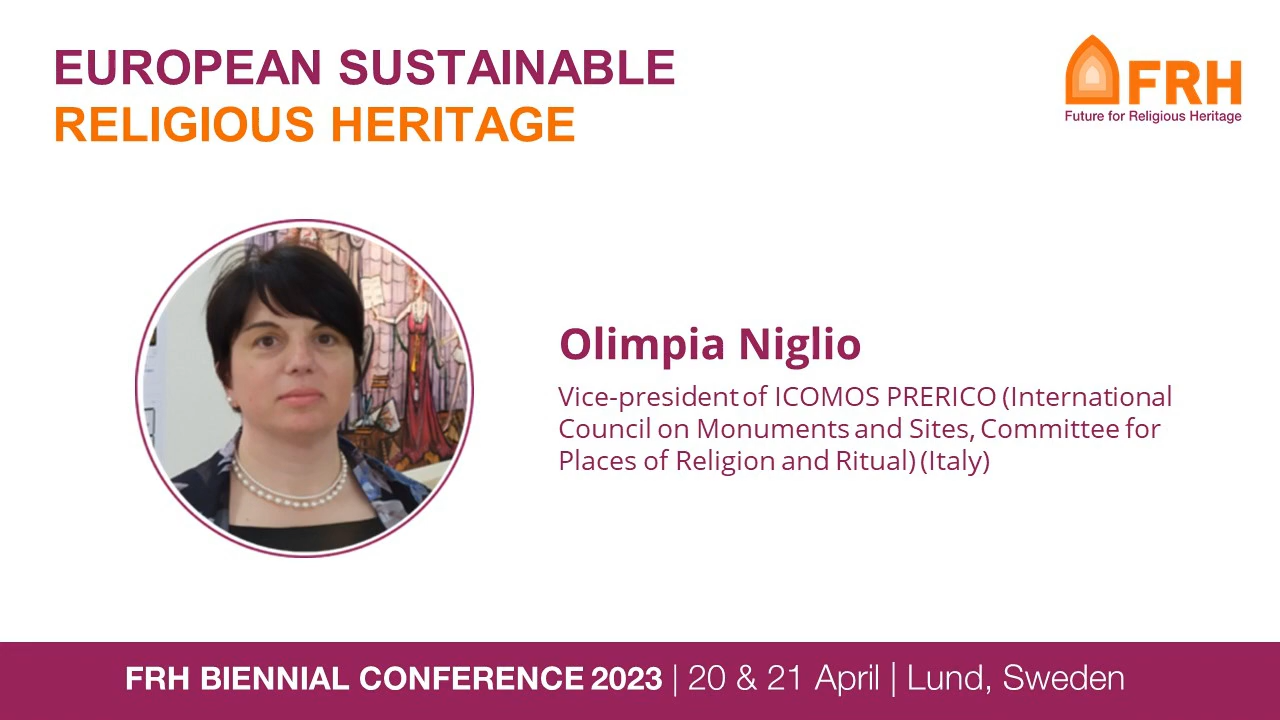 EUROPEAN SUSTAINABLE
RELIGIOUS HERITAGE
FRH
Future for Religious Heritage
Olimpia Niglio
Vice-president of ICOMOS PRERICO (International
Council on Monuments and Sites, Committee for
Places of Religion and Ritual) (Italy)
FRH BIENNIAL CONFERENCE 2023 | 20 & 21 April | Lund, Sweden